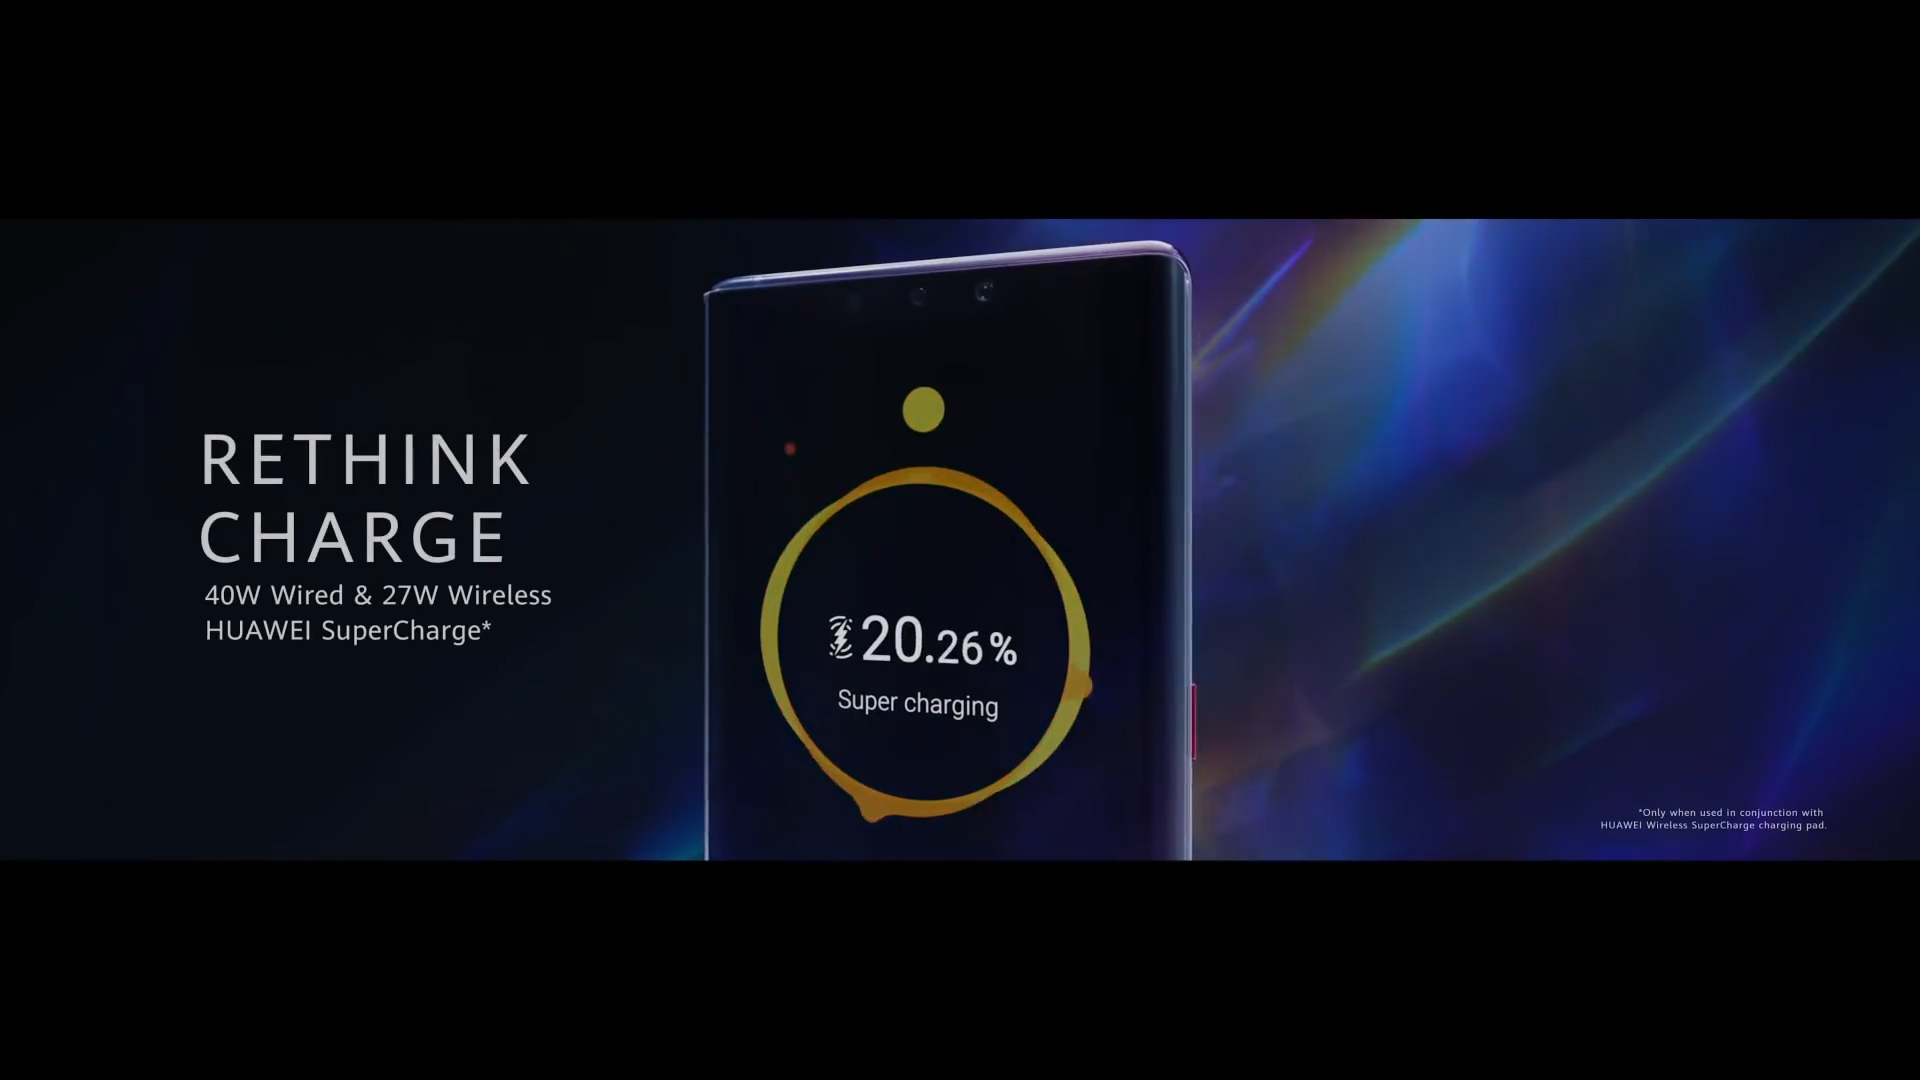 RETHINK
CHARGE
40W Wired & 27W Wireless
HUAWEI SuperCharge*
20.26%
Super charging
*Only when used in conjunction with
HUAWEI Wireless SuperCharge charging pad.